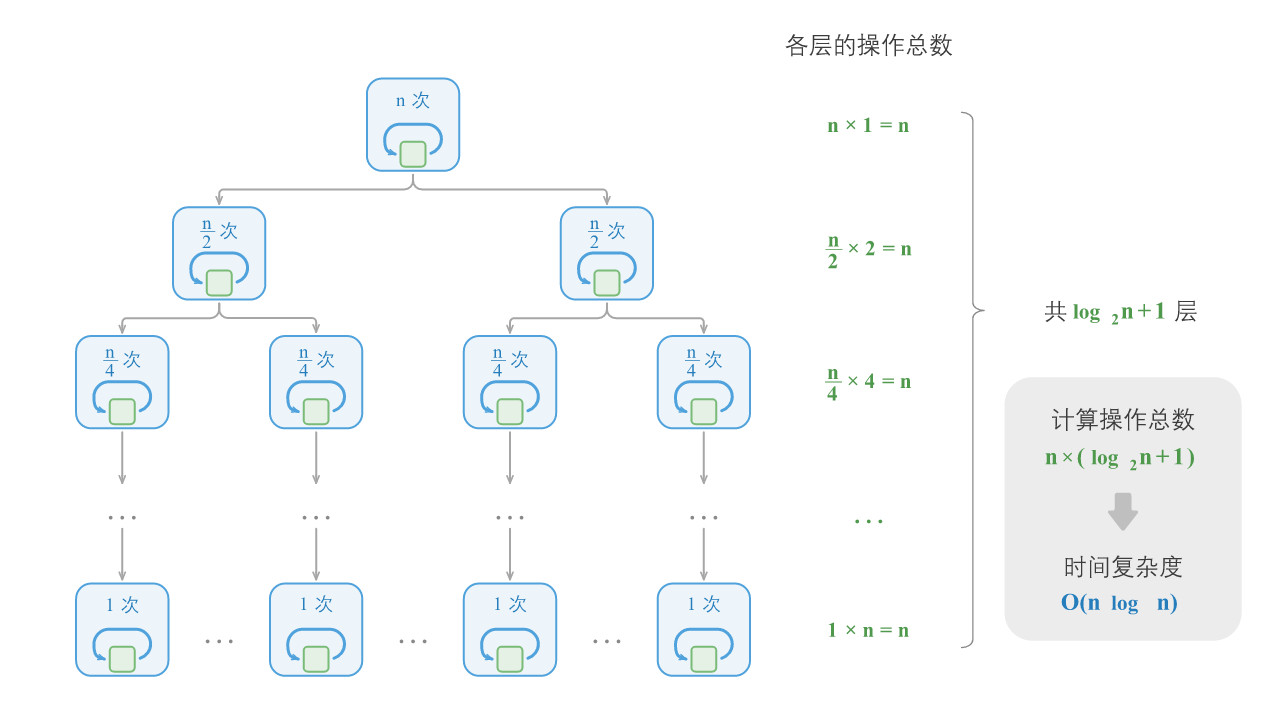 各层的操作总数
n 次
n × 1 = n
n/2 次 n/2 次
n/2 × 2 = n
共 log ₂n+1 层
n/4 次 n/4 次 n/4 次 n/4 次
n/4 × 4 = n
计算操作总数
n×( log ₂n+1)
··· ··· ··· ···
···
时间复杂度
O(n log n)
1 次 1 次 1 次 1 次
··· ··· ···
1 × n = n